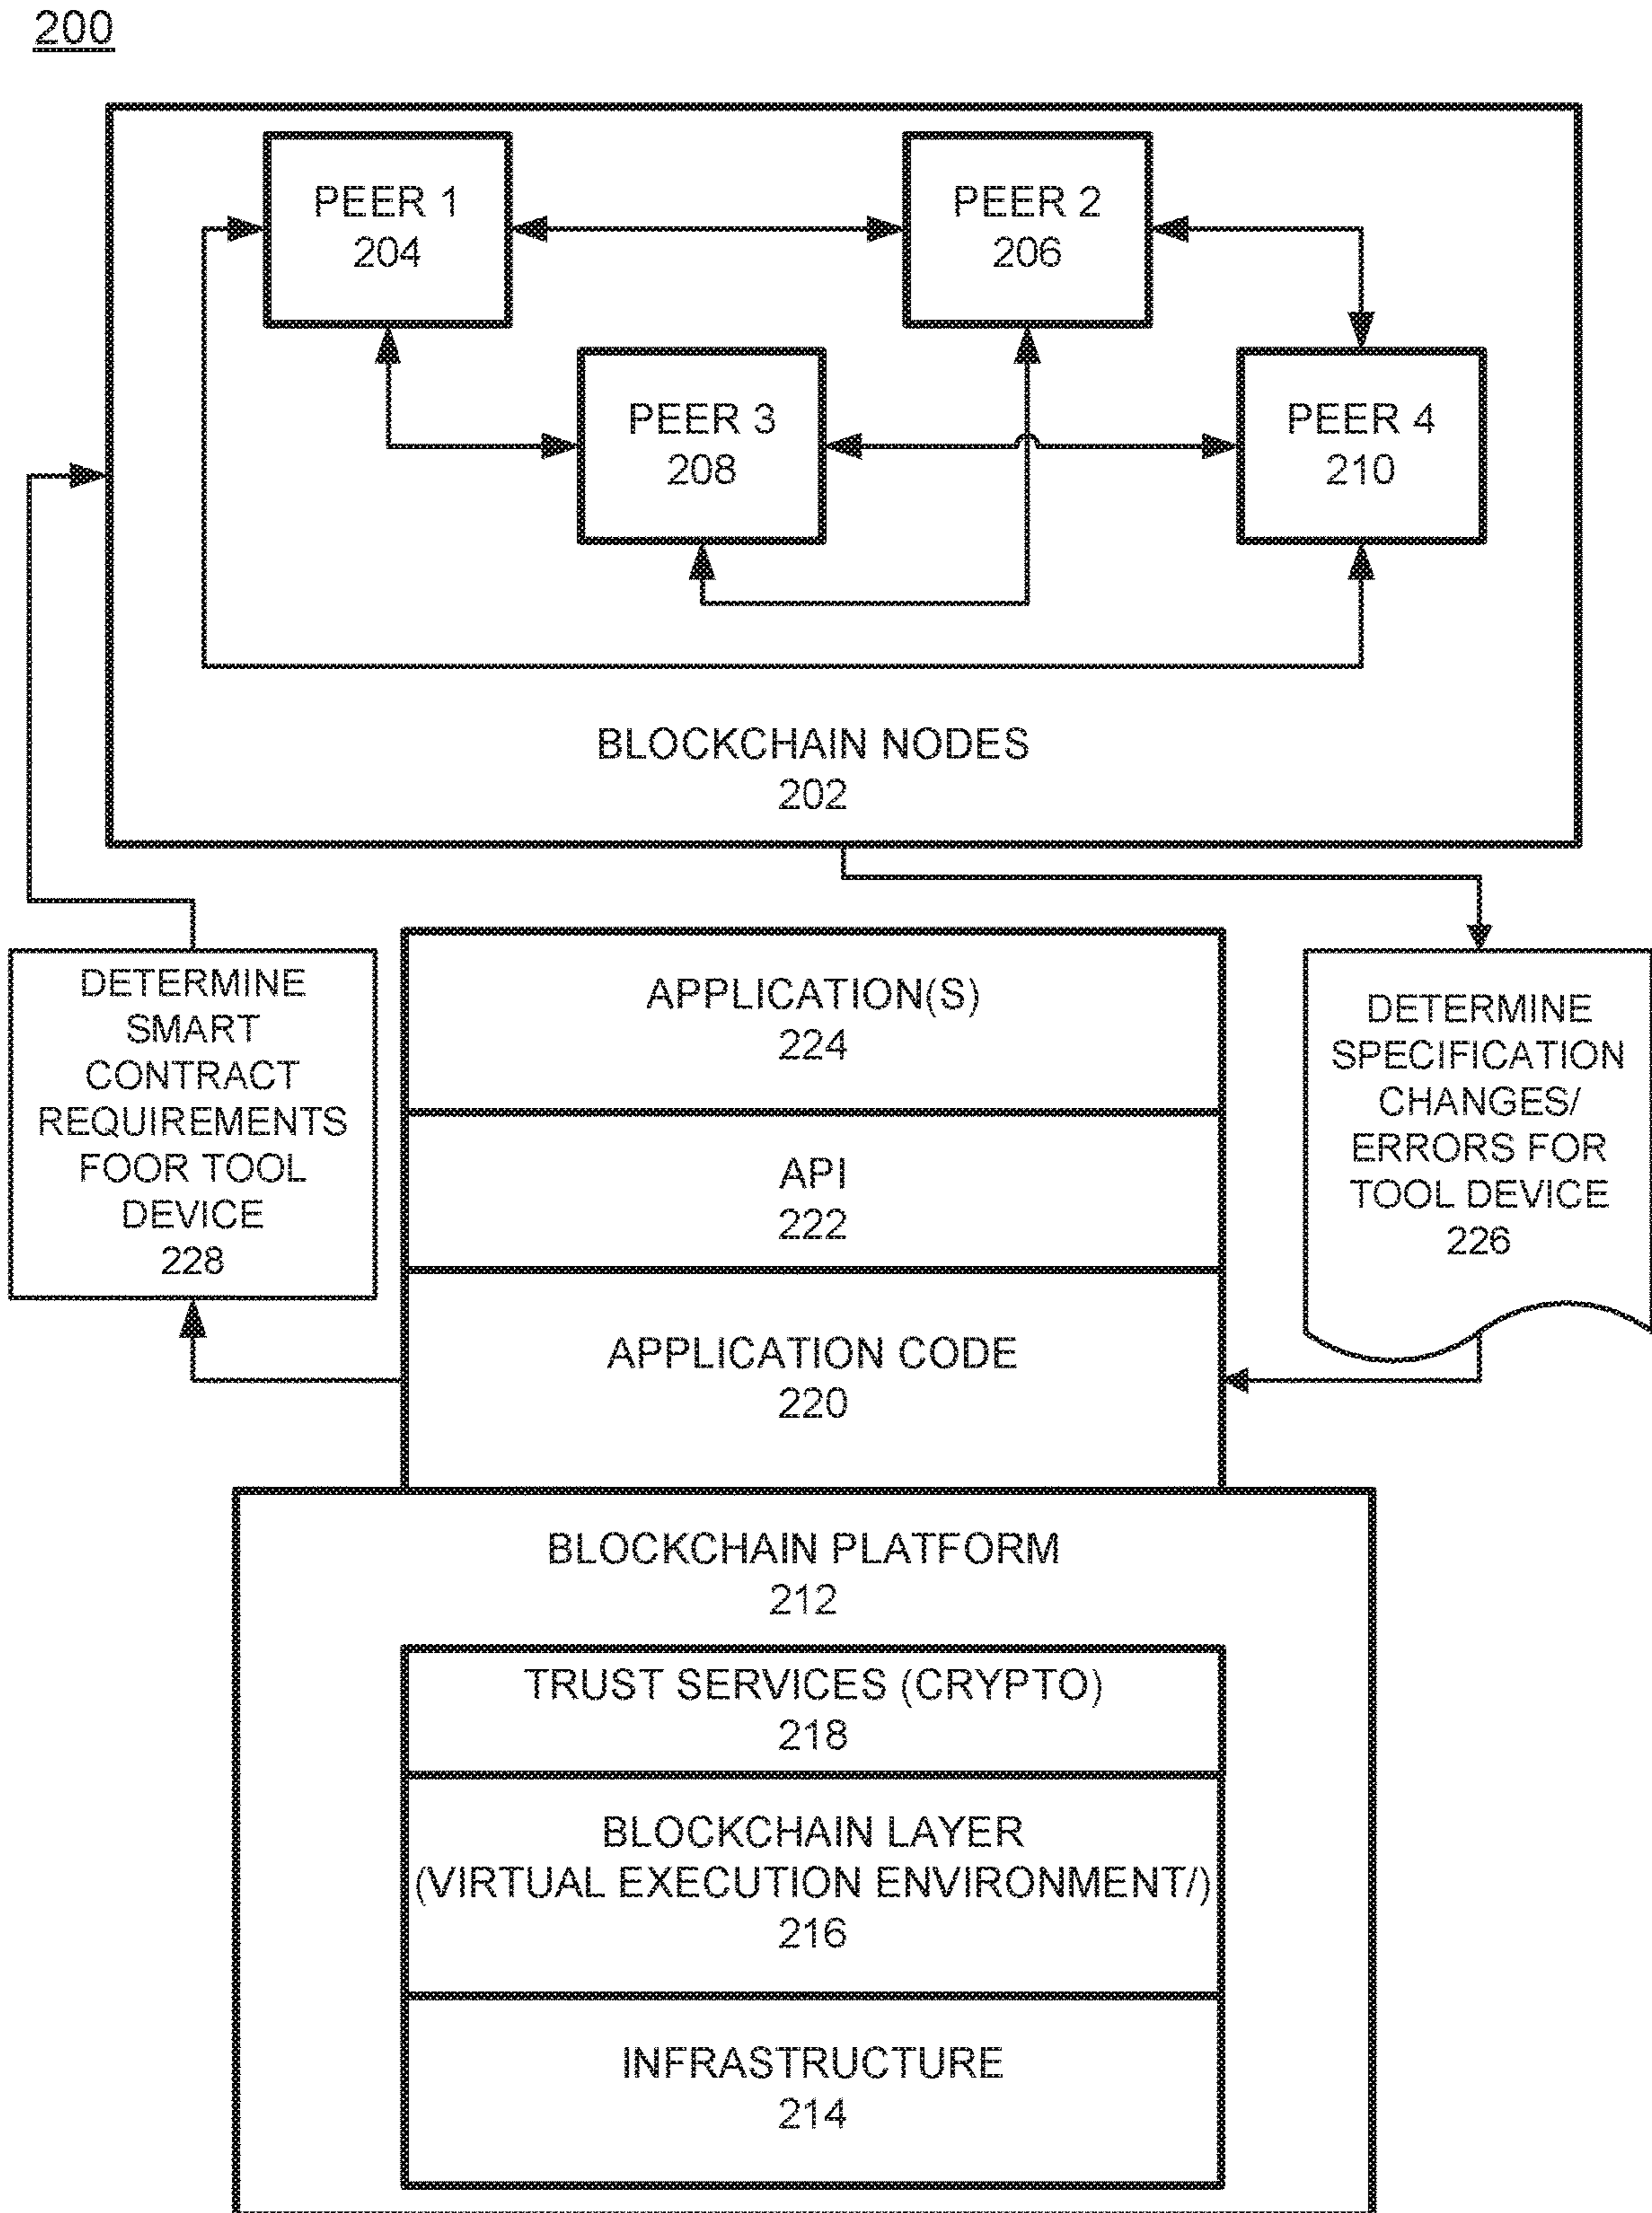 200
PEER 1
204
PEER 2
206
PEER 3
208
PEER 4
210
BLOCKCHAIN NODES
202
DETERMINE
SMART
CONTRACT
REQUIREMENTS
FOOR TOOL
DEVICE
228
APPLICATION(S)
224
API
222
APPLICATION CODE
220
DETERMINE
SPECIFICATION
CHANGES/
ERRORS FOR
TOOL DEVICE
226
BLOCKCHAIN PLATFORM
212
TRUST SERVICES (CRYPTO)
218
BLOCKCHAIN LAYER
(VIRTUAL EXECUTION ENVIRONMENT/)
216
INFRASTRUCTURE
214